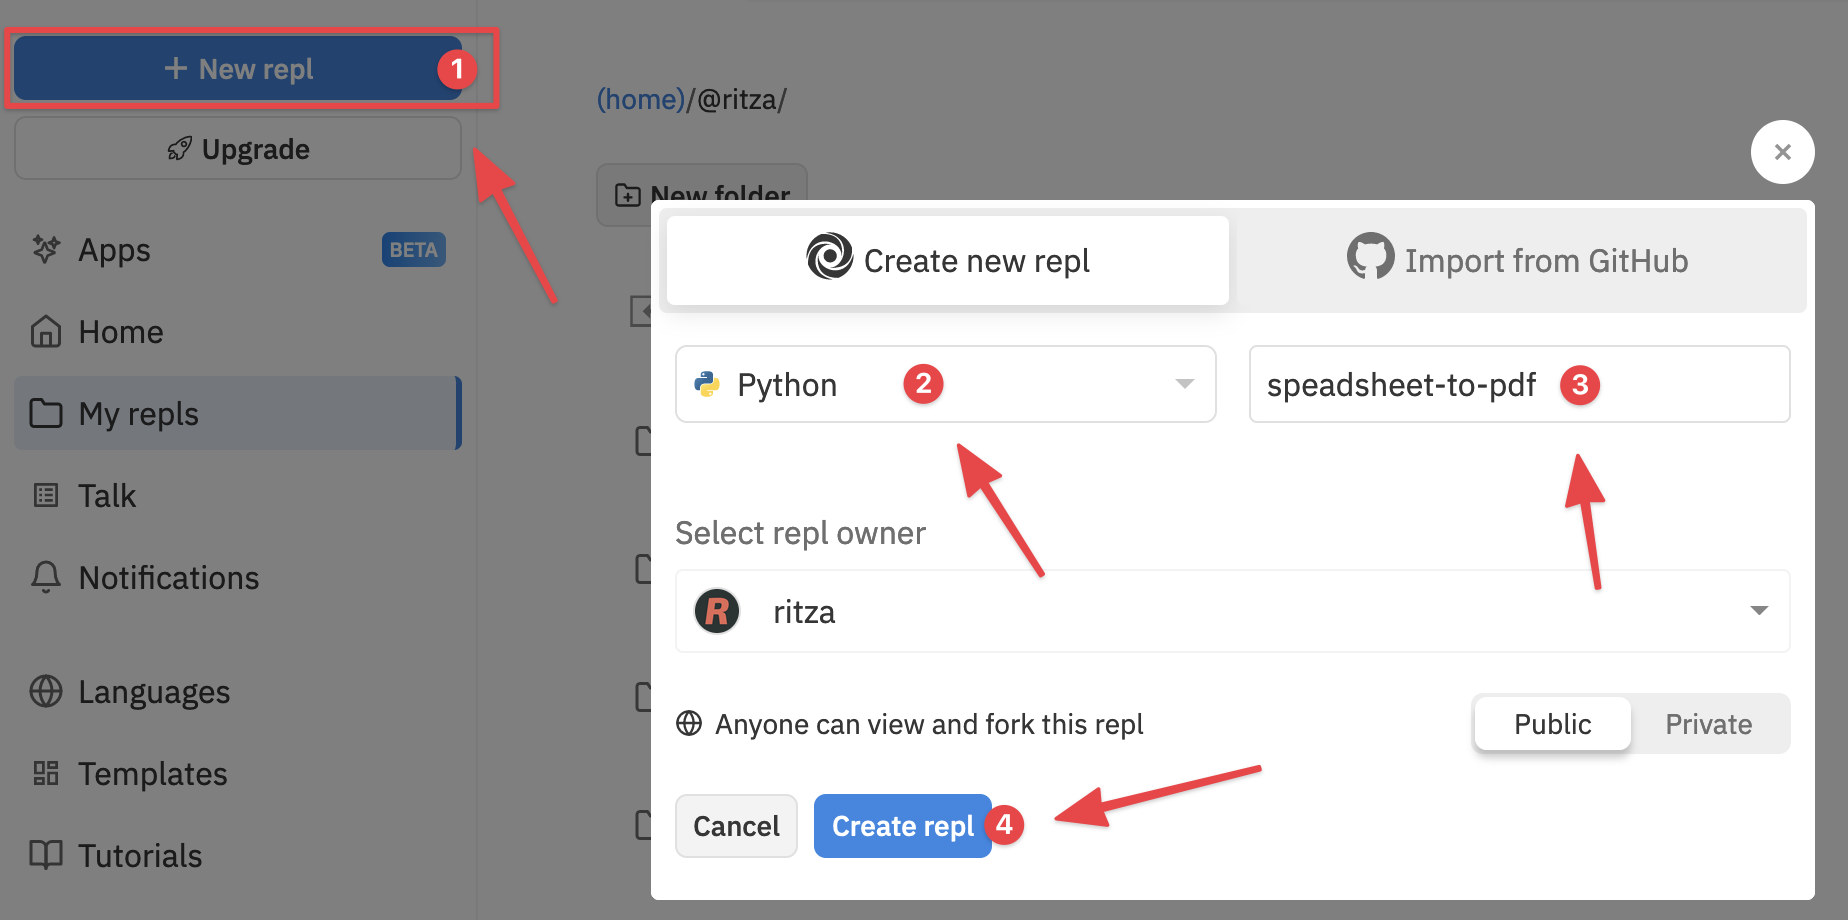 + New repl 1
Upgrade
Apps BETA
Home
My repls
Talk
Notifications
Languages
Templates
Tutorials
(home)/@ritza/
New folder
Create new repl
Import from GitHub
Python 2
speadsheet-to-pdf 3
Select repl owner
R ritza
Anyone can view and fork this repl
Public Private
Cancel
Create repl 4